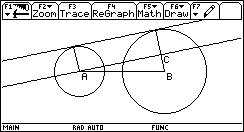 F1 F2 F3 F4 F5 F6 F7
Zoom Trace ReGraph Math Draw
C
A B
MAIN RAD AUTO FUNC